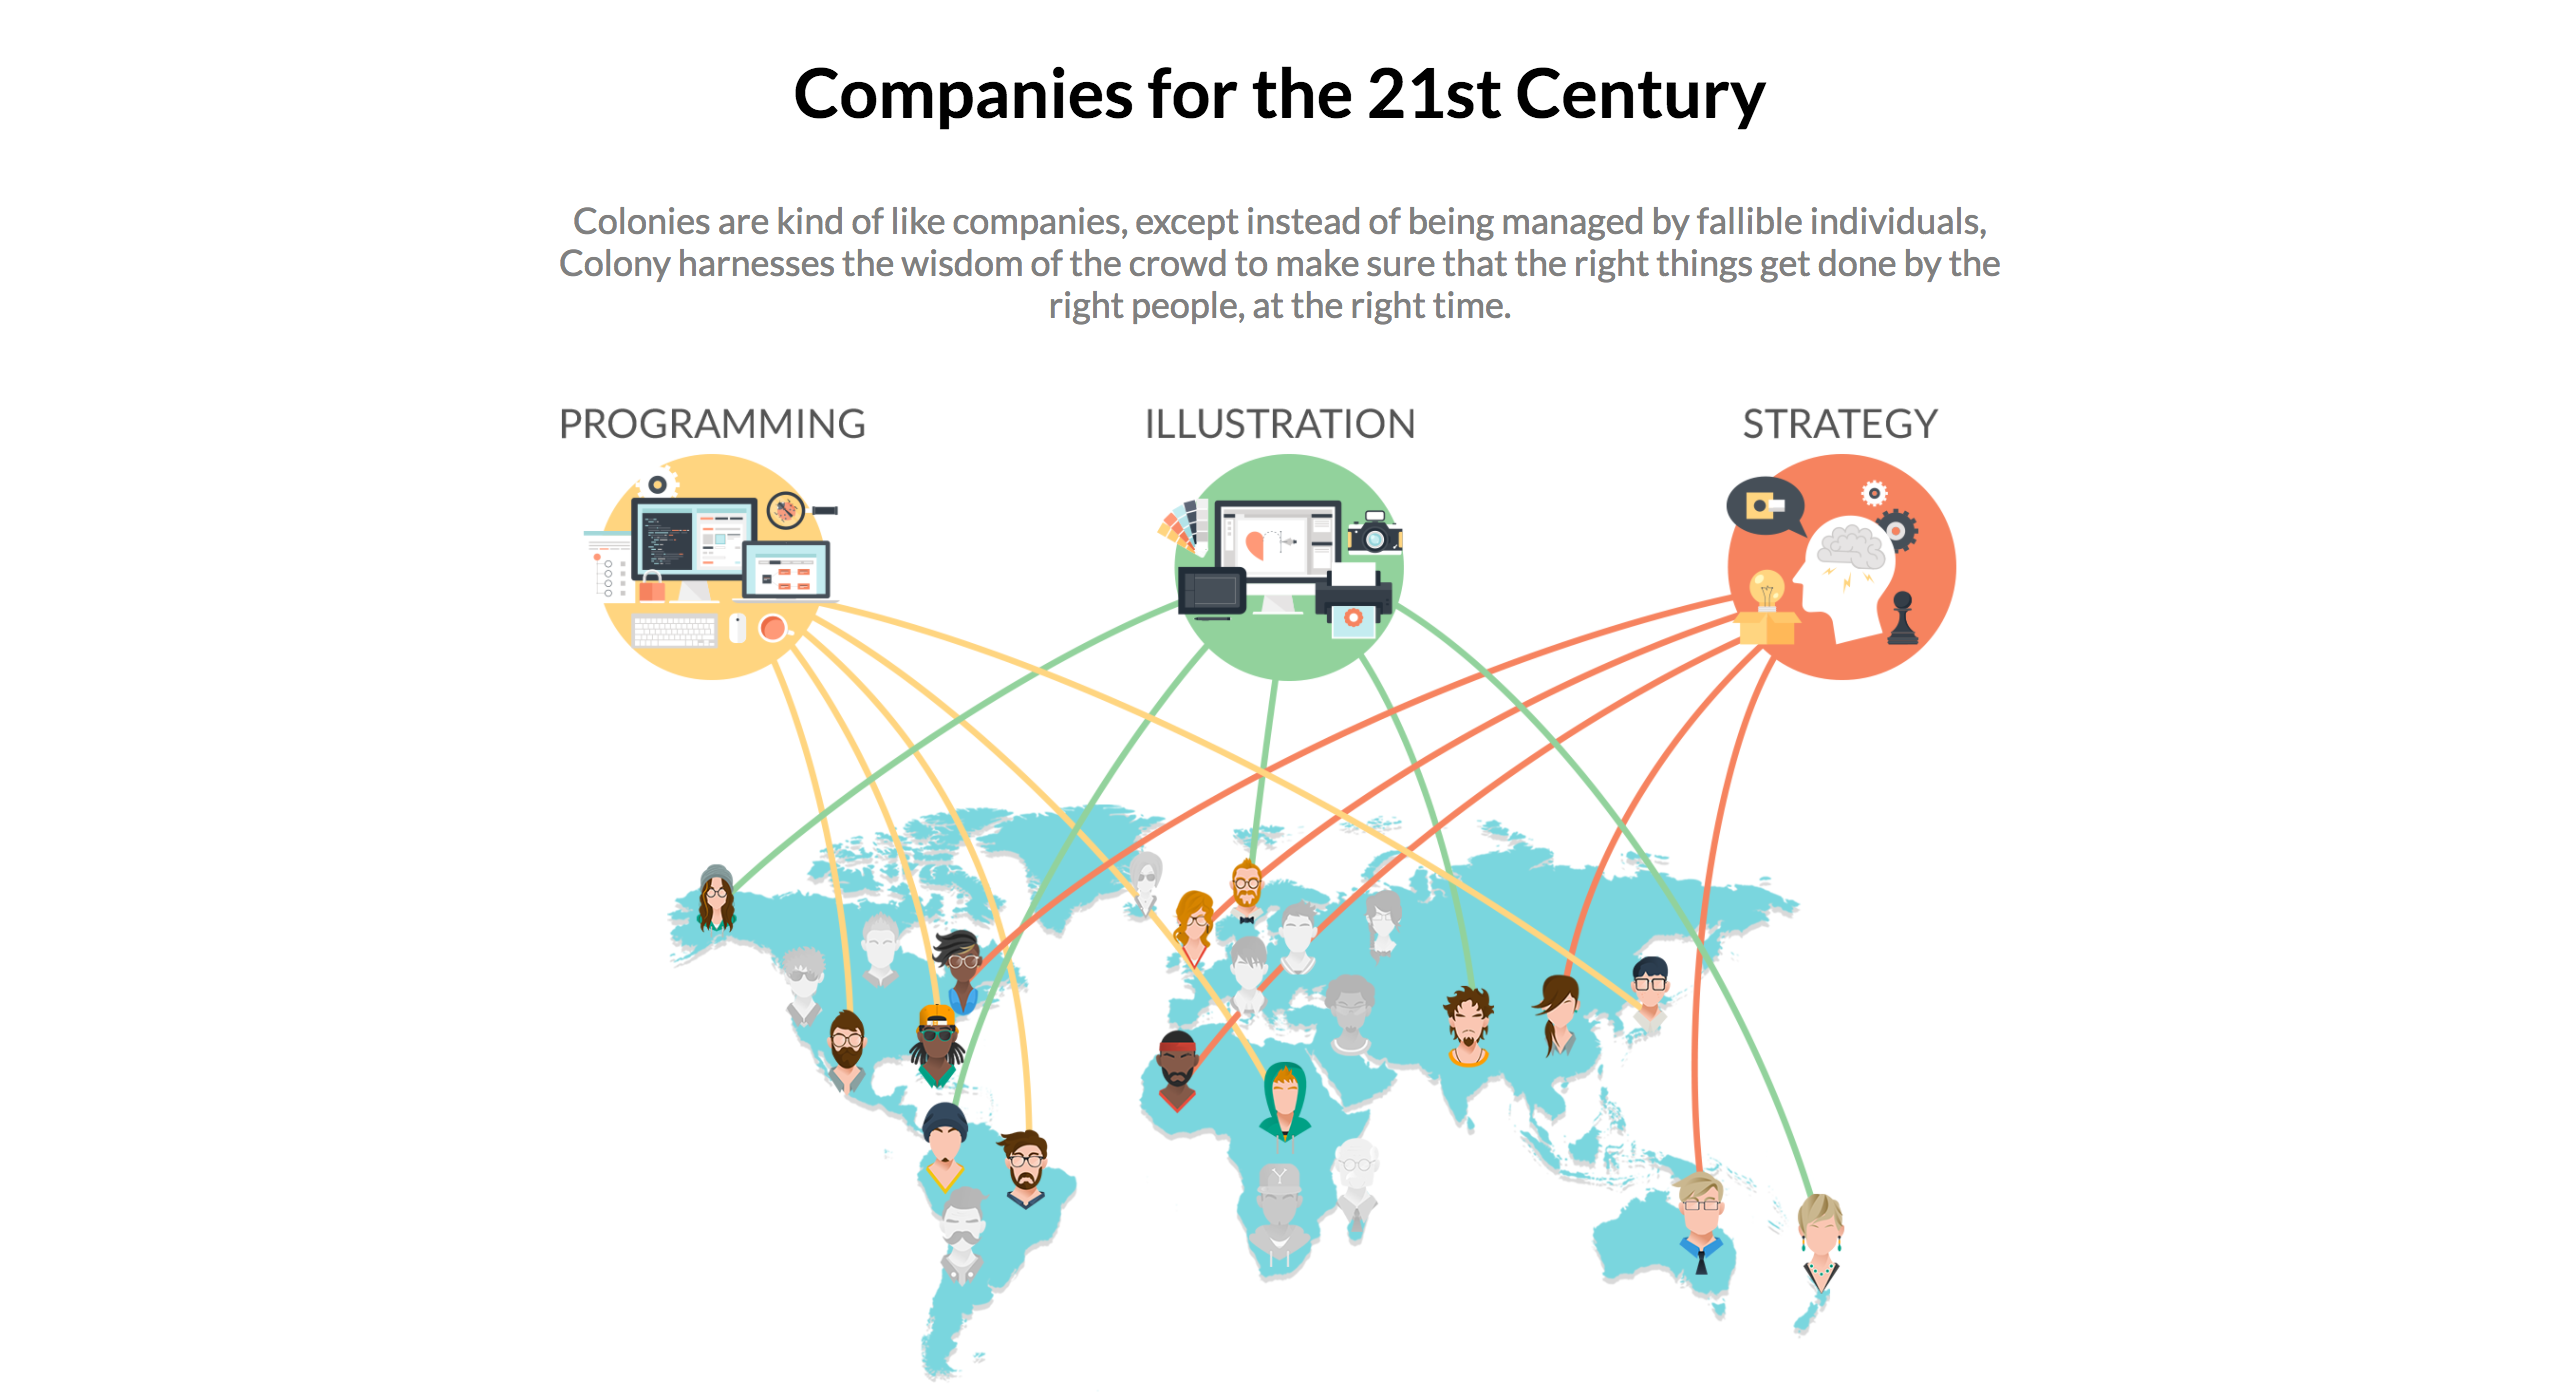 Companies for the 21st Century
Colonies are kind of like companies, except instead of being managed by fallible individuals,
Colony harnesses the wisdom of the crowd to make sure that the right things get done by the
right people, at the right time.
PROGRAMMING
ILLUSTRATION
STRATEGY